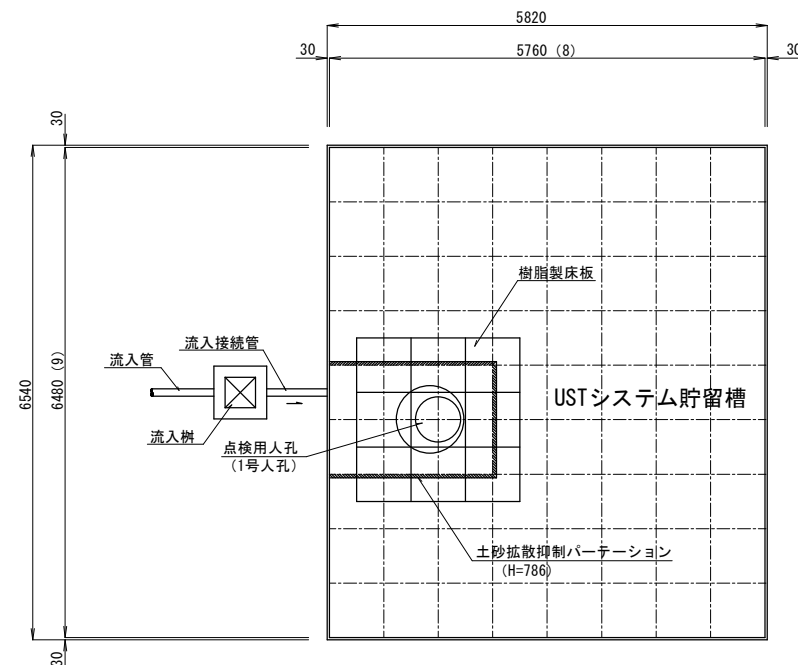 5820
30
5760 (8)
30
30
6540
6480 (9)
樹脂製床板
流入接続管
流入管
USTシステム貯留槽
流入桝
点検用人孔
(1号人孔)
土砂拡散抑制パーテーション
(H=786)
30